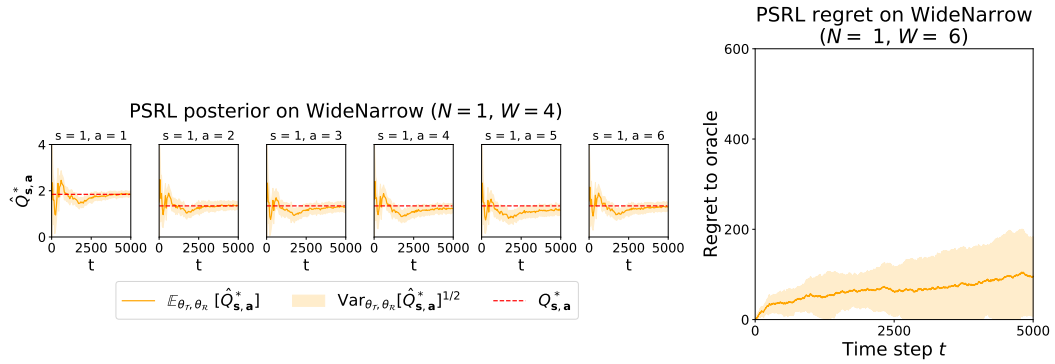 PSRL posterior on WideNarrow (N = 1, W = 4)
s = 1, a = 1
s = 1, a = 2
s = 1, a = 3
s = 1, a = 4
s = 1, a = 5
s = 1, a = 6
4
2
0
Q̂*s,a
0 2500 5000
0 2500 5000
0 2500 5000
0 2500 5000
0 2500 5000
0 2500 5000
t
t
t
t
t
t
𝔼θ𝒯,θℛ [Q̂*s,a]
Varθ𝒯,θℛ[Q̂*s,a]1/2
Q*s,a
PSRL regret on WideNarrow
(N = 1, W = 6)
600
400
200
0
Regret to oracle
0 2500 5000
Time step t